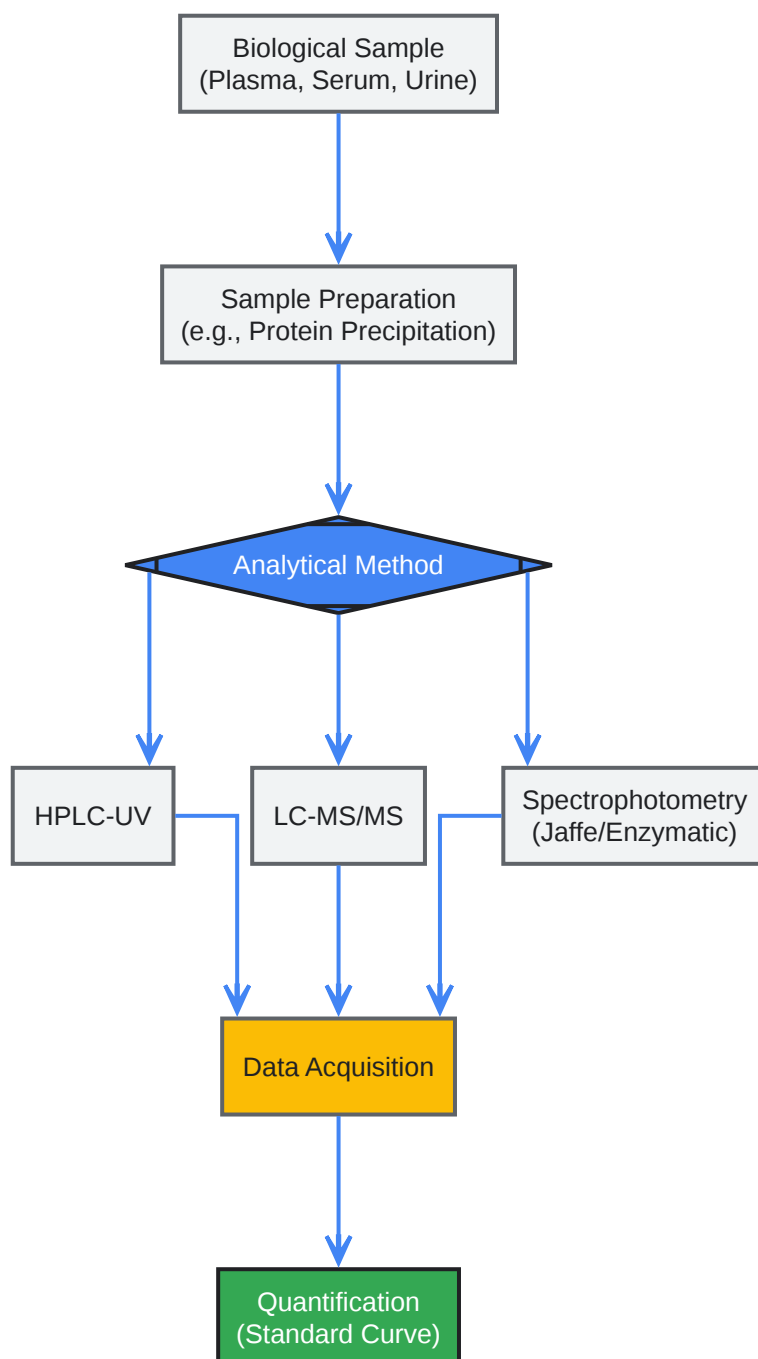 Biological Sample
(Plasma, Serum, Urine)
Sample Preparation
(e.g., Protein Precipitation)
Analytical Method
HPLC-UV
LC-MS/MS
Spectrophotometry
(Jaffe/Enzymatic)
Data Acquisition
Quantification
(Standard Curve)